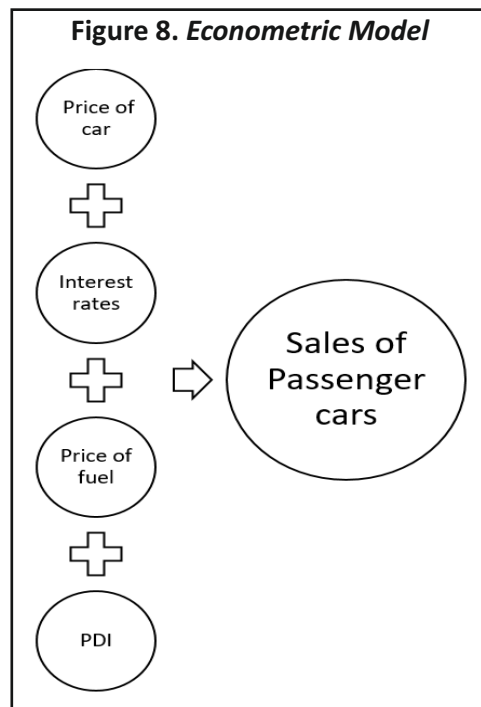 Figure 8. Econometric Model
Price of
car
Interest
rates
Price of
fuel
PDI
Sales of
Passenger
cars